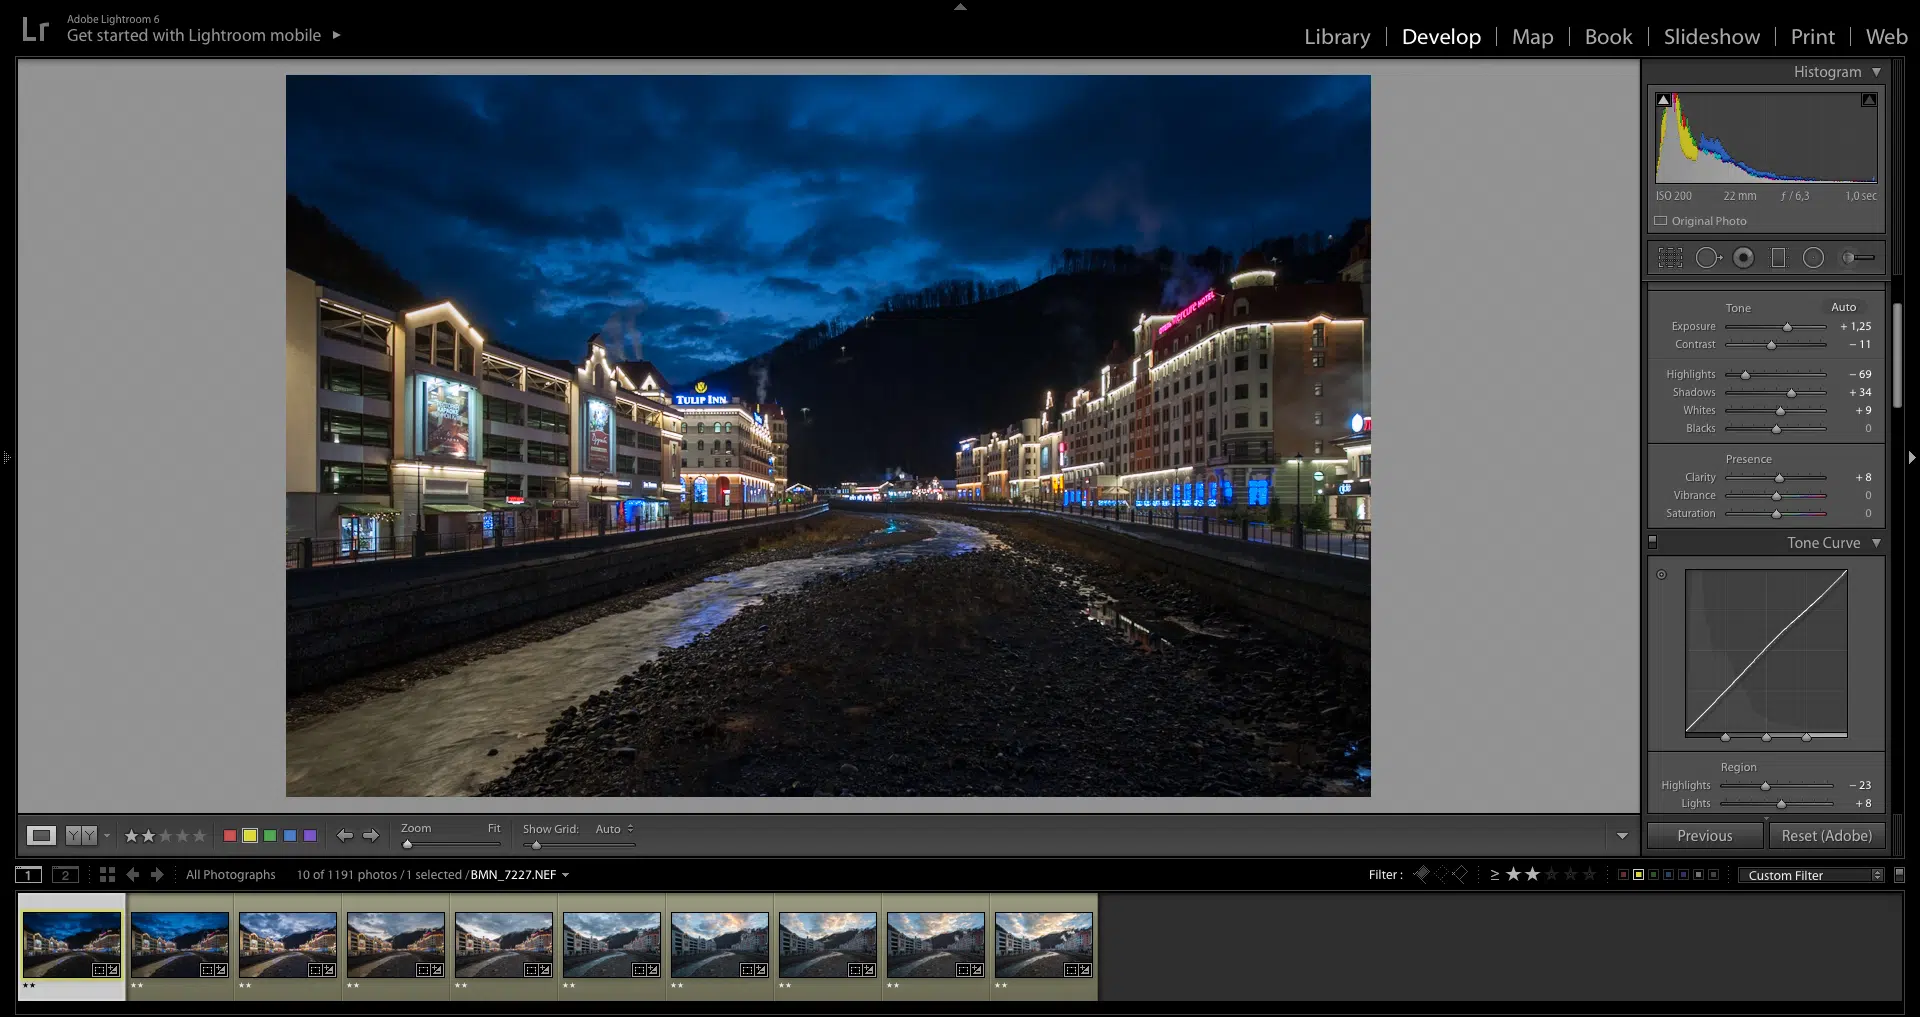 Lr
Adobe Lightroom 6
Get started with Lightroom mobile
Library | Develop | Map | Book | Slideshow | Print | Web
Histogram
ISO 200 22 mm ƒ / 6,3 1,0 sec
Original Photo
Tone Auto
Exposure + 1,25
Contrast − 11
Highlights − 69
Shadows + 34
Whites + 9
Blacks 0
Presence
Clarity + 8
Vibrance 0
Saturation 0
Tone Curve
Region
Highlights − 23
Lights + 8
Previous Reset (Adobe)
TULIP INN
MERCURE HOTEL
YY Zoom Fit Show Grid: Auto
1 2 All Photographs 10 of 1191 photos / 1 selected / BMN_7227.NEF Filter : ≥ Custom Filter